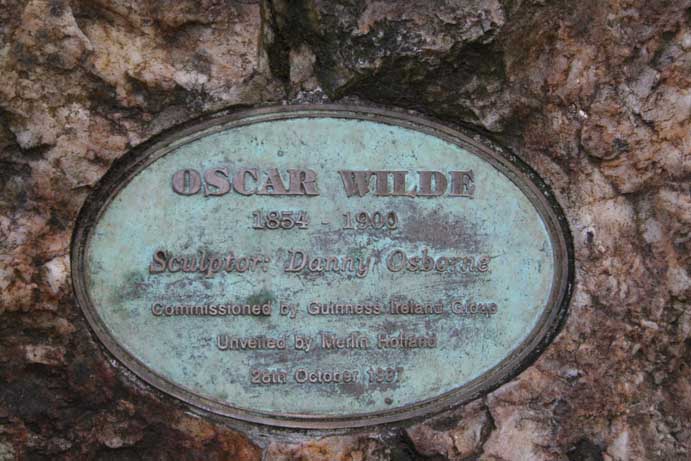 OSCAR WILDE
1854 - 1900
Sculptor: Danny Osborne
Commissioned by Guinness Ireland Group
Unveiled by Merlin Holland
28th October 1997